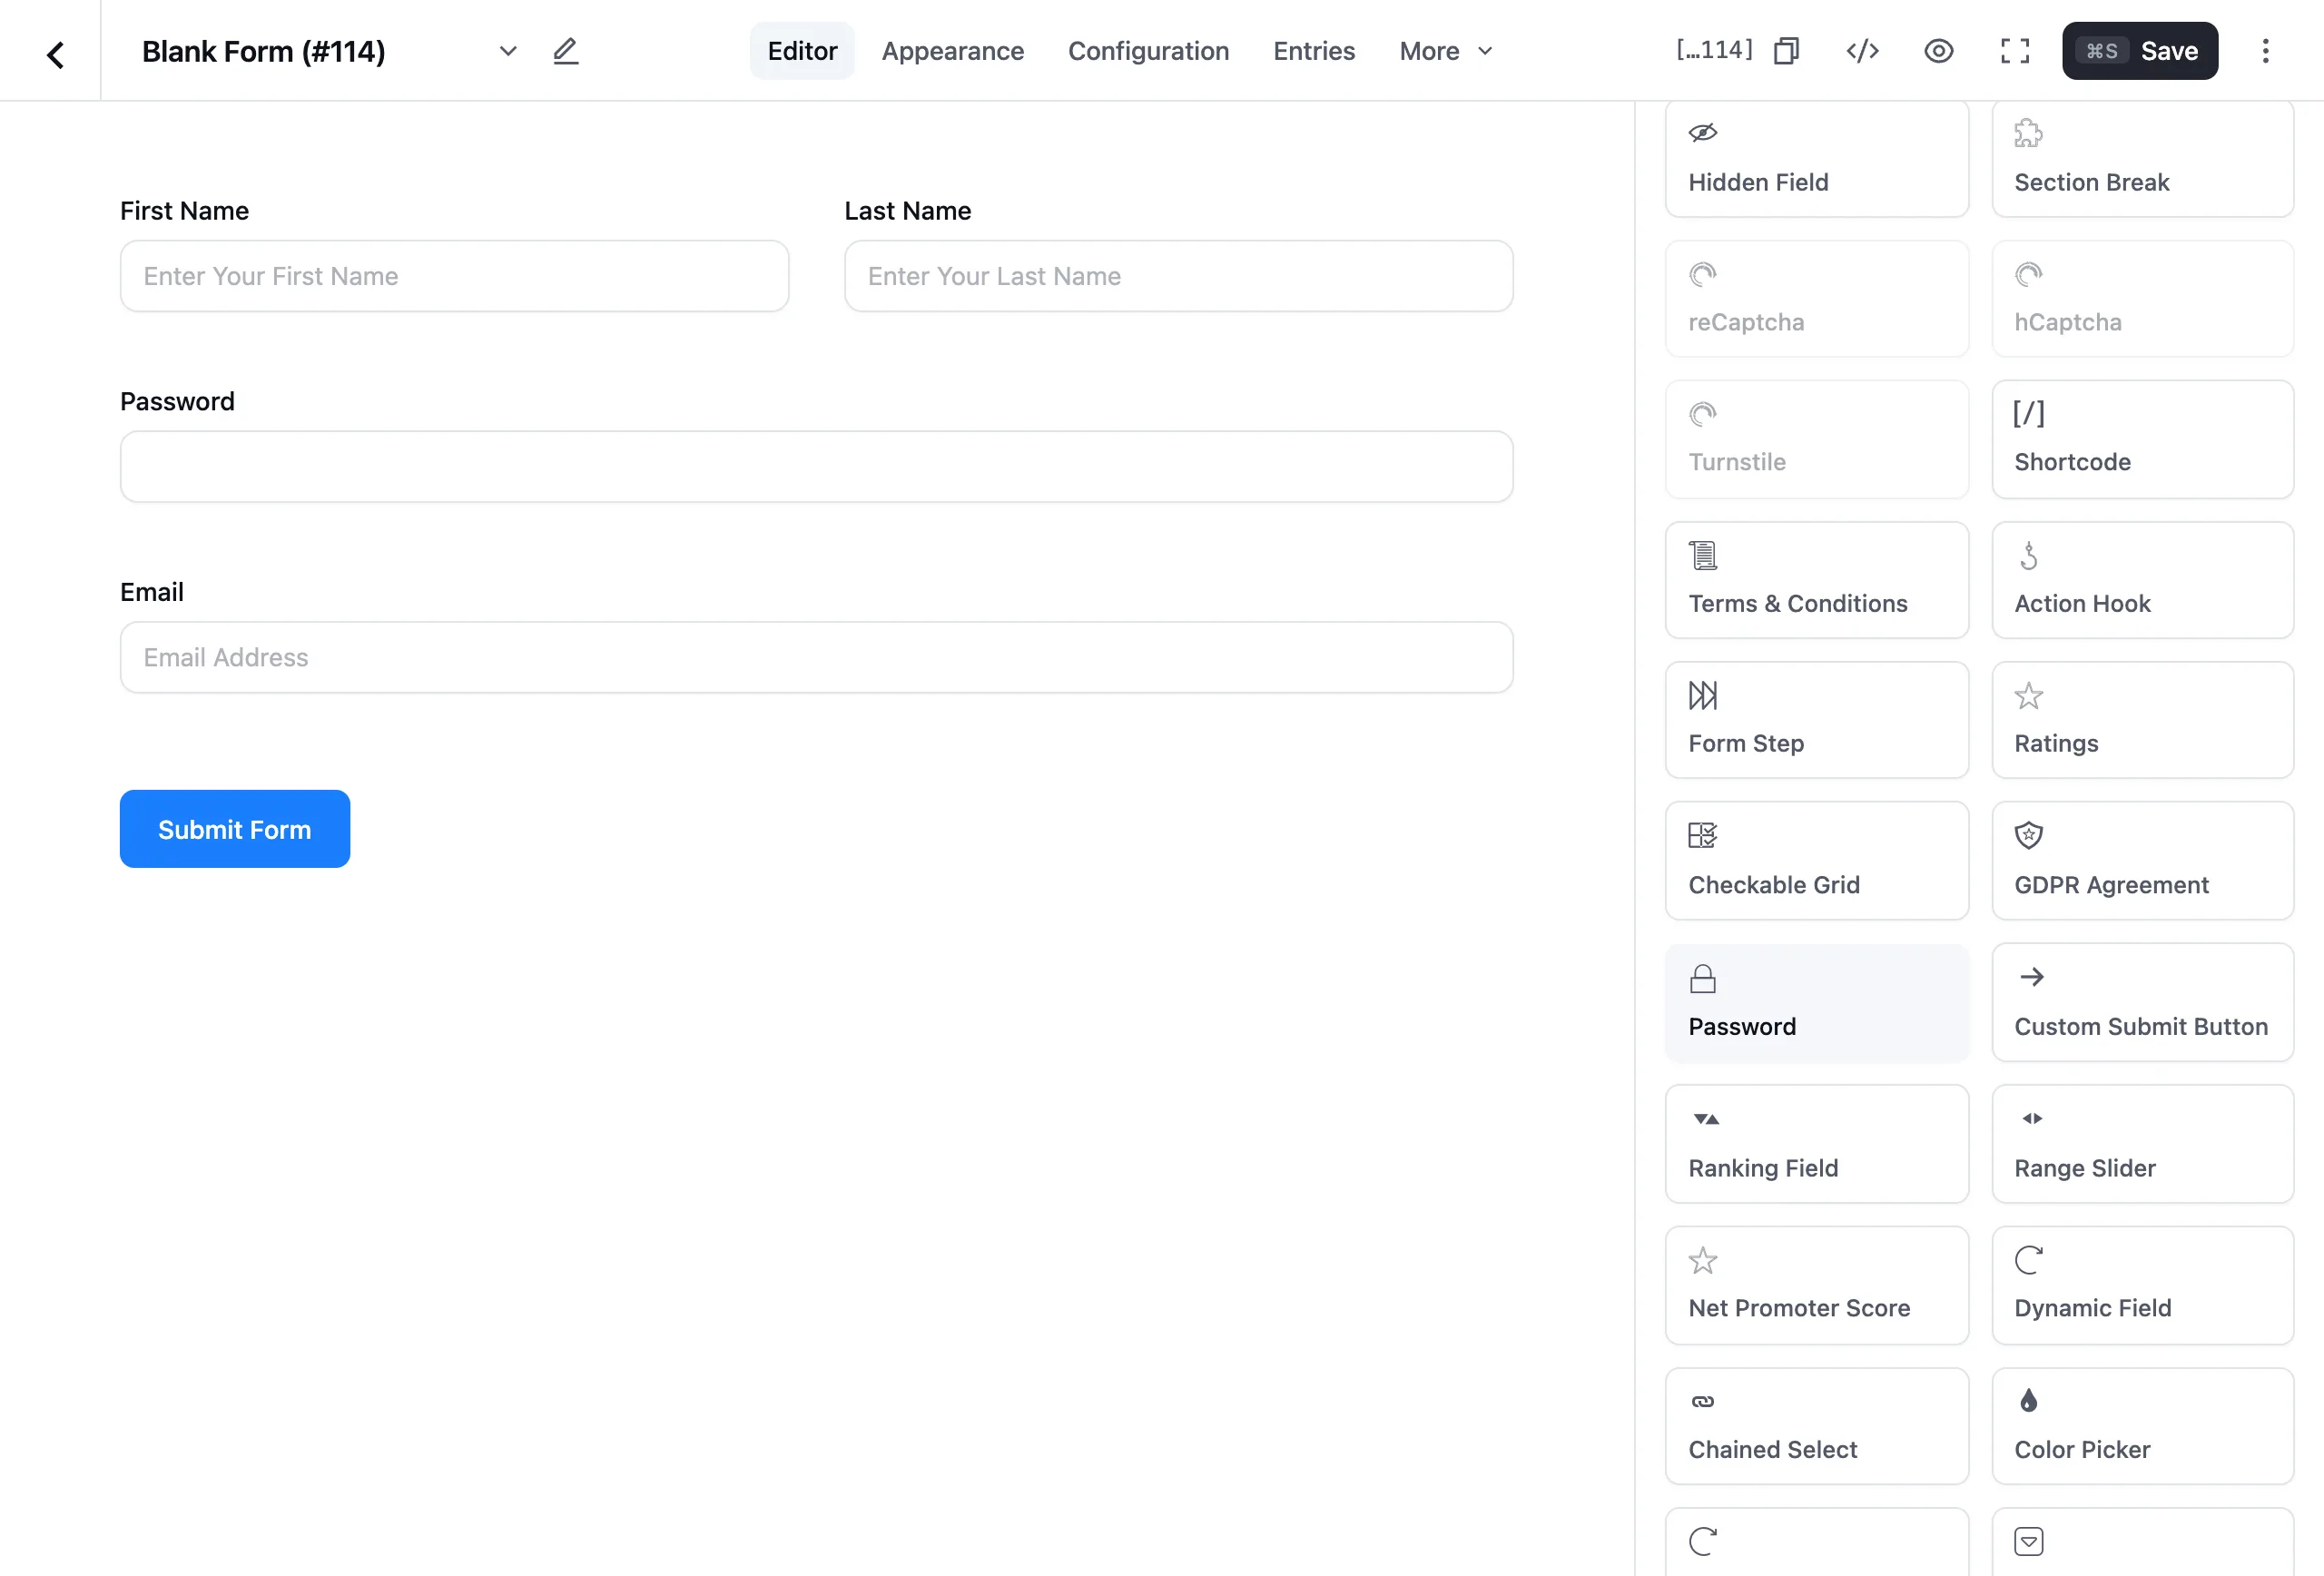 Blank Form (#114)
Editor
Appearance
Configuration
Entries
More
[...114]
⌘S Save
First Name
Last Name
Enter Your First Name
Enter Your Last Name
Password
Email
Email Address
Submit Form
Hidden Field
Section Break
reCaptcha
hCaptcha
Turnstile
[/]
Shortcode
Terms & Conditions
Action Hook
Form Step
Ratings
Checkable Grid
GDPR Agreement
Password
Custom Submit Button
Ranking Field
Range Slider
Net Promoter Score
Dynamic Field
Chained Select
Color Picker